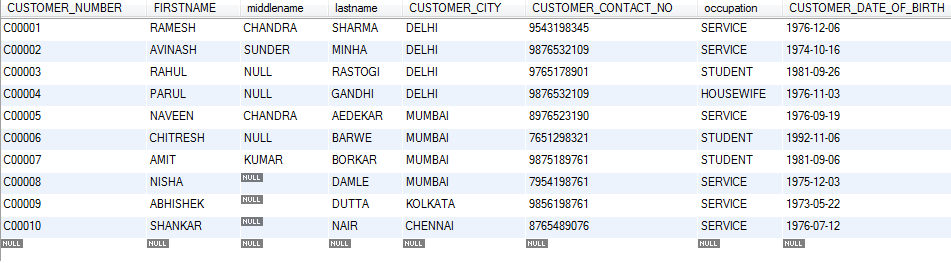 CUSTOMER_NUMBER FIRSTNAME middlename lastname CUSTOMER_CITY CUSTOMER_CONTACT_NO occupation CUSTOMER_DATE_OF_BIRTH
C00001 RAMESH CHANDRA SHARMA DELHI 9543198345 SERVICE 1976-12-06
C00002 AVINASH SUNDER MINHA DELHI 9876532109 SERVICE 1974-10-16
C00003 RAHUL NULL RASTOGI DELHI 9765178901 STUDENT 1981-09-26
C00004 PARUL NULL GANDHI DELHI 9876532109 HOUSEWIFE 1976-11-03
C00005 NAVEEN CHANDRA AEDEKAR MUMBAI 8976523190 SERVICE 1976-09-19
C00006 CHITRESH NULL BARWE MUMBAI 7651298321 STUDENT 1992-11-06
C00007 AMIT KUMAR BORKAR MUMBAI 9875189761 STUDENT 1981-09-06
C00008 NISHA NULL DAMLE MUMBAI 7954198761 SERVICE 1975-12-03
C00009 ABHISHEK NULL DUTTA KOLKATA 9856198761 SERVICE 1973-05-22
C00010 SHANKAR NULL NAIR CHENNAI 8765489076 SERVICE 1976-07-12
NULL NULL NULL NULL NULL NULL NULL NULL